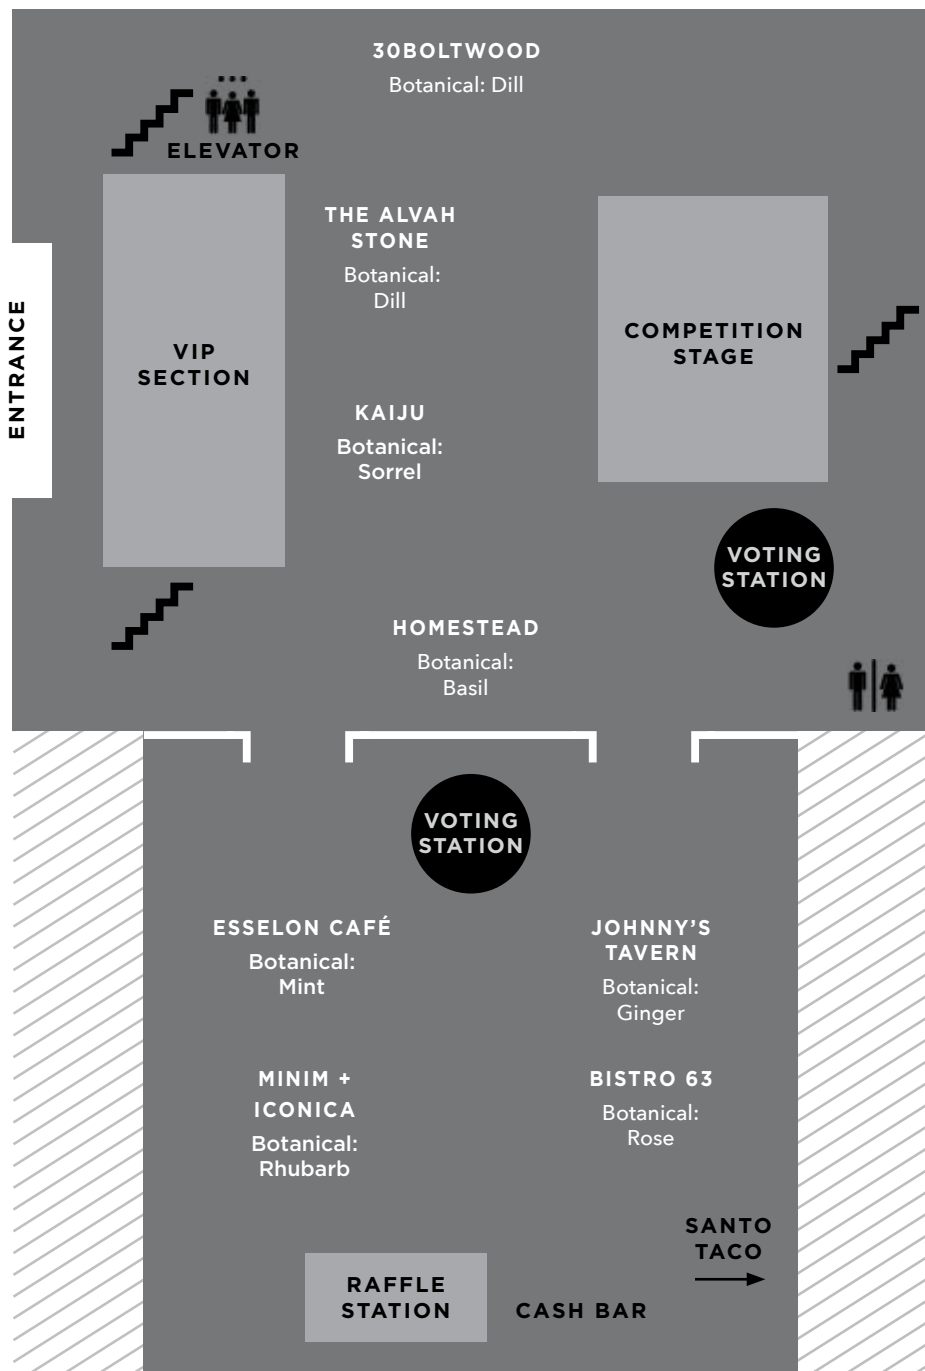 30BOLTWOOD
Botanical: Dill
ELEVATOR
THE ALVAH
STONE
Botanical:
Dill
ENTRANCE
VIP
SECTION
COMPETITION
STAGE
KAIJU
Botanical:
Sorrel
VOTING
STATION
HOMESTEAD
Botanical:
Basil
VOTING
STATION
ESSELON CAFÉ
Botanical:
Mint
JOHNNY’S
TAVERN
Botanical:
Ginger
MINIM +
ICONICA
Botanical:
Rhubarb
BISTRO 63
Botanical:
Rose
SANTO
TACO
RAFFLE
STATION
CASH BAR